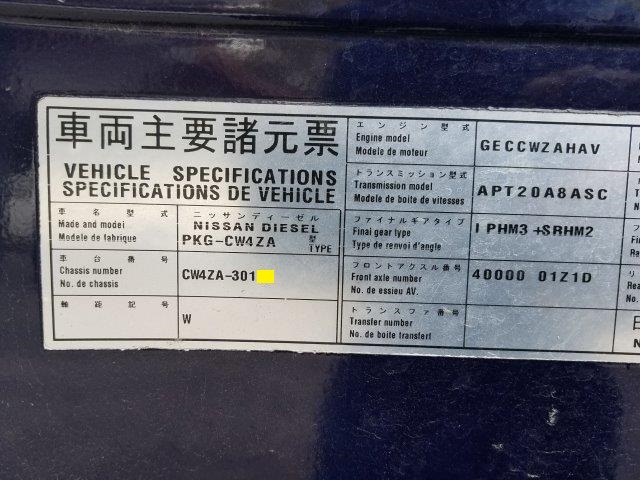 車両主要諸元票
VEHICLE SPECIFICATIONS
SPECIFICATIONS DE VEHICLE
車名型式
Made and model
Modele de fabrique
ニッサンディーゼル
NISSAN DIESEL
PKG-CW4ZA 型
TYPE
車台番号
Chassis number
No. de chassis
CW4ZA-301
軸距記号
W
エンジン型式
Engine model
Modele de moteur
GECCWZAHAV
トランスミッション型式
Transmission model
Modele de boite de vitesses
APT20A8ASC
ファイナルギアタイプ
Final gear type
Type de renvoi d'angle
I PHM3 +SRHM2
フロントアクスル番号
Front axle number
No. de essieu AV.
40000 01Z1D
トランスファ番号
Transfer number
No. de boite transfert